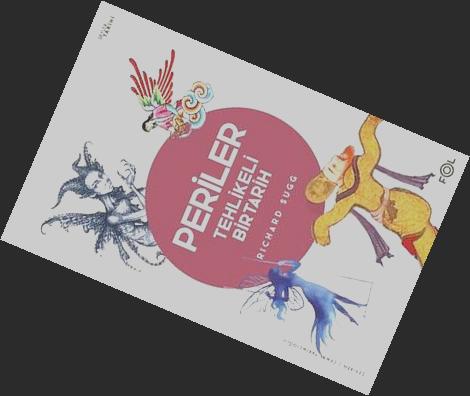 PERİLER
TEHLİKELİ
BİR TARİH
RICHARD SUGG
FOL